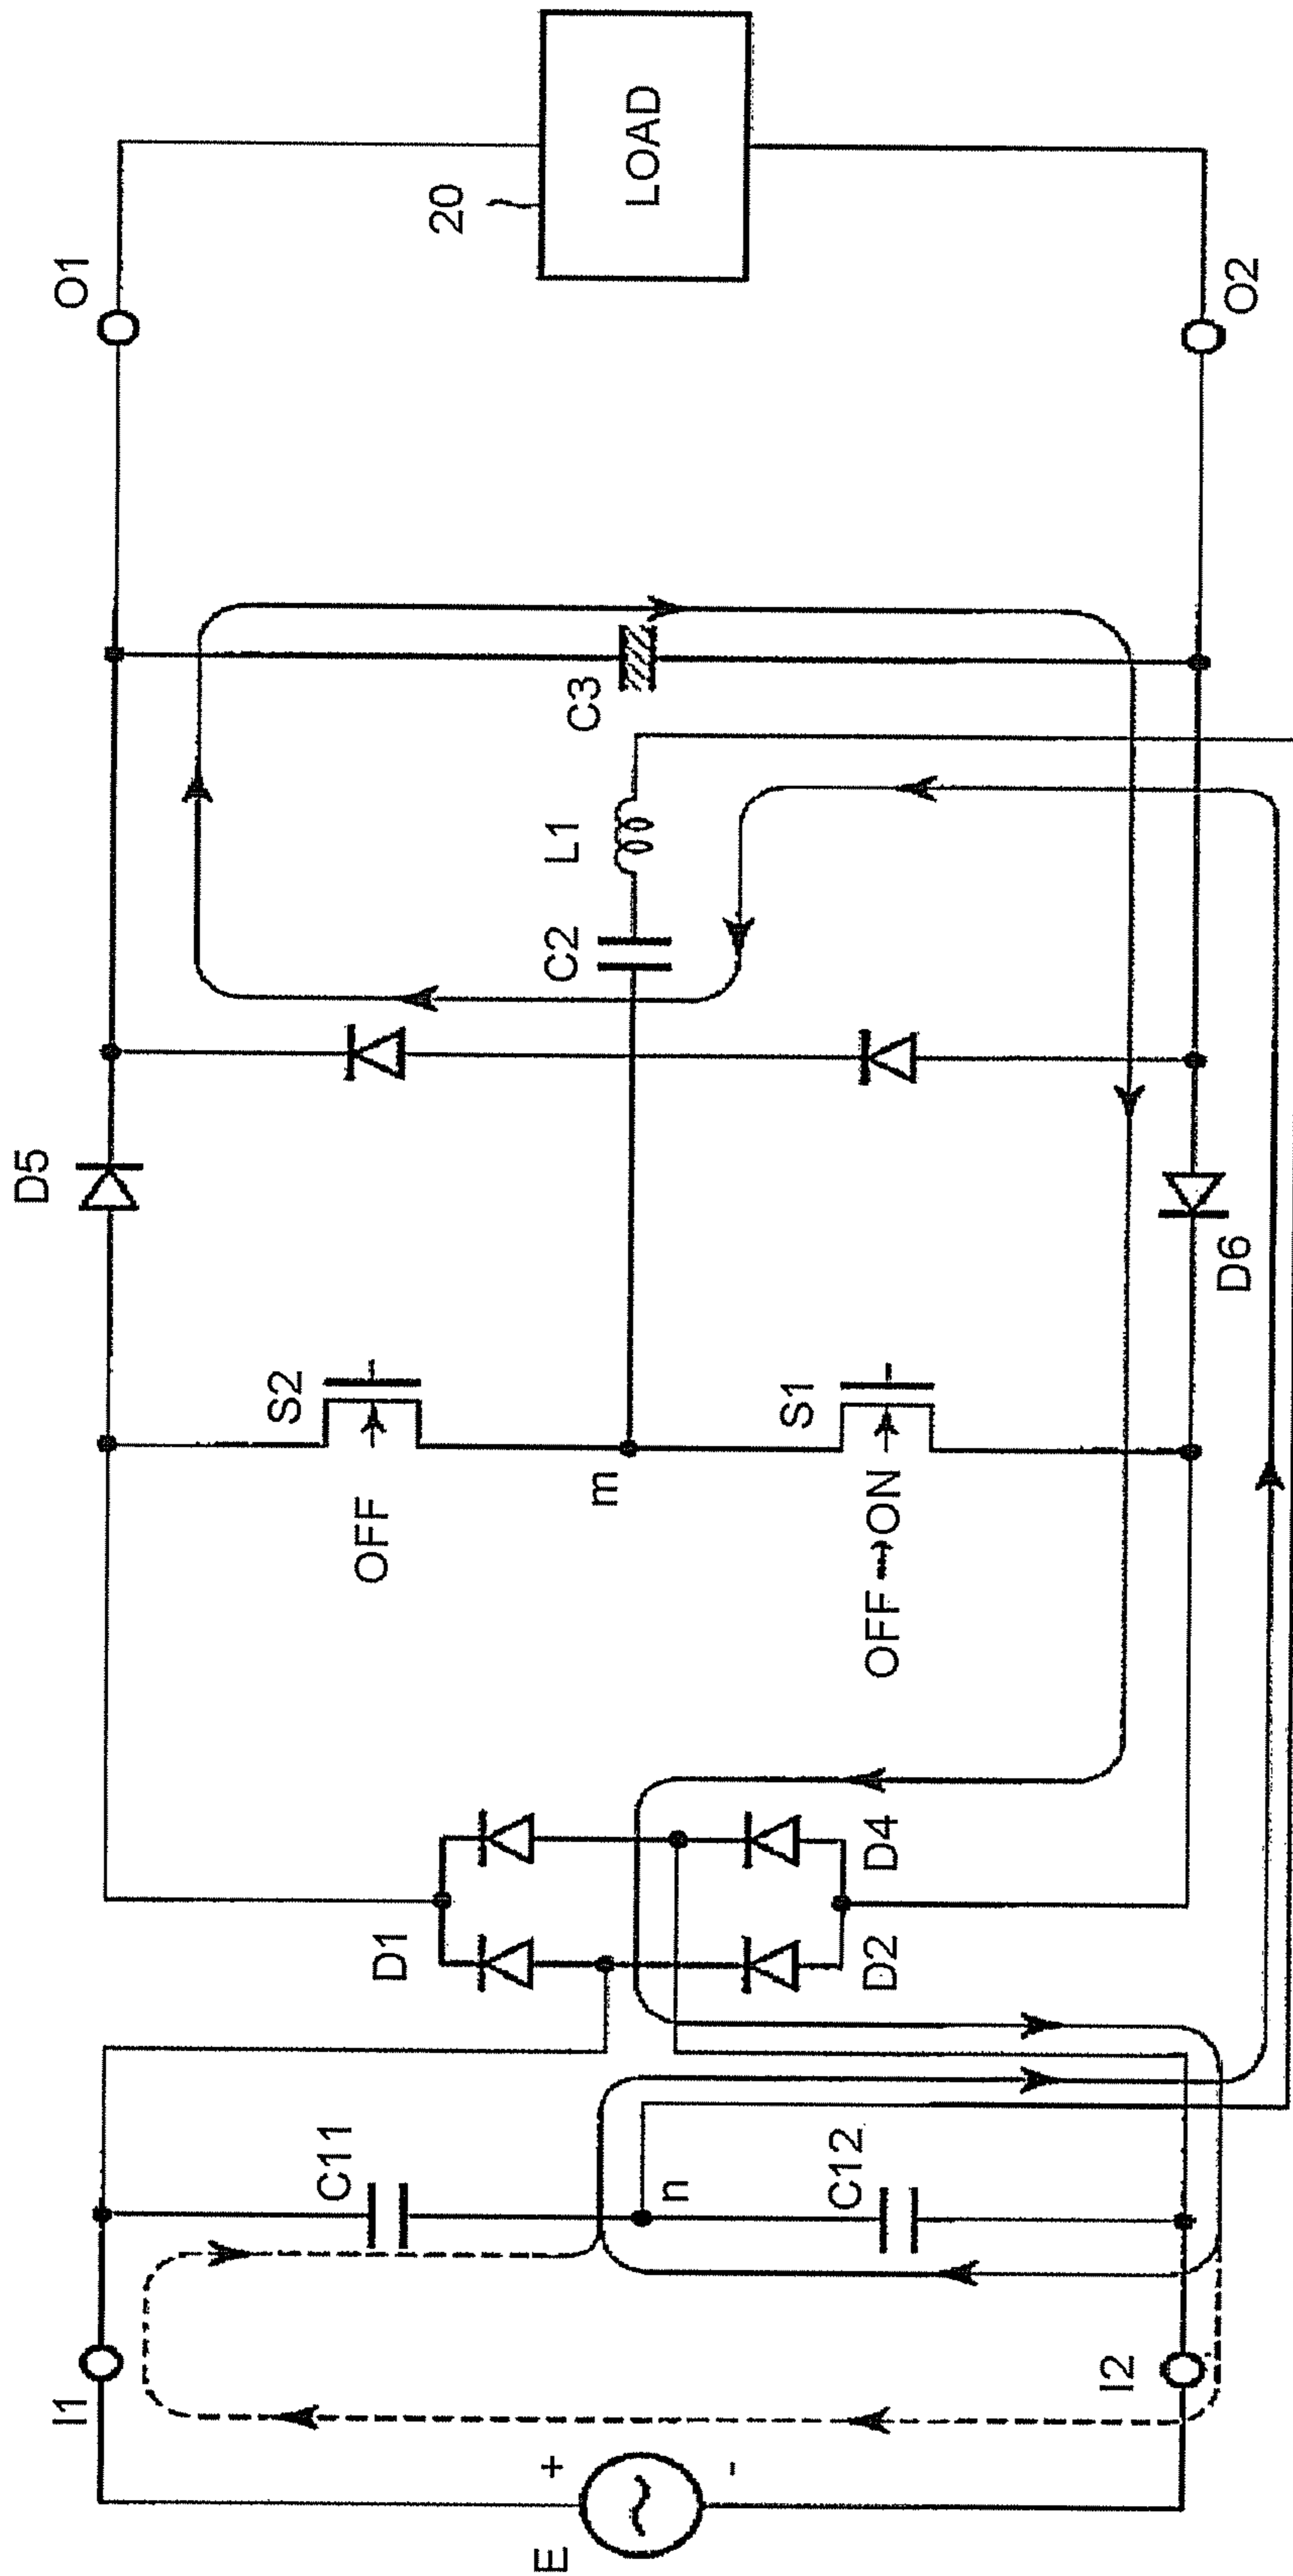 I1
E
+
-
I2
C11
n
C12
D1
D2
D4
OFF
S2
m
OFF→ON
S1
D5
D6
C2
L1
C3
O1
O2
20
LOAD